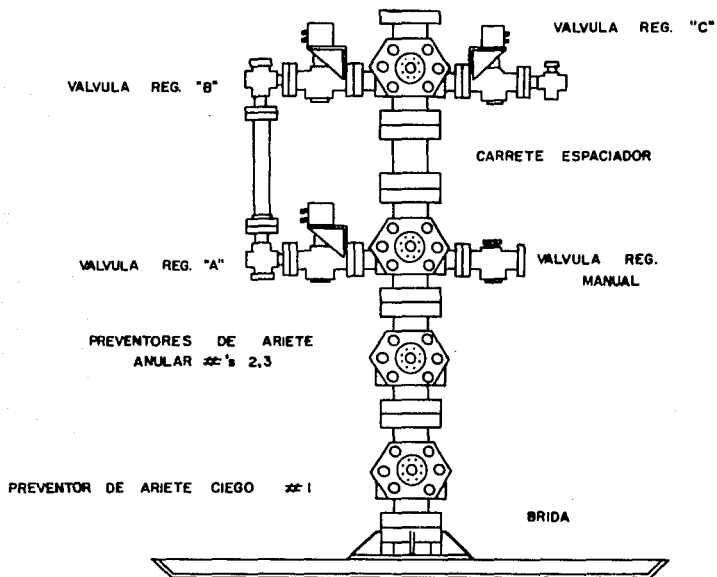 VALVULA REG. "C"
VALVULA REG. "B"
CARRETE ESPACIADOR
VALVULA REG. "A"
VALVULA REG.
MANUAL
PREVENTORES DE ARIETE
ANULAR #'s 2,3
PREVENTOR DE ARIETE CIEGO #1
BRIDA